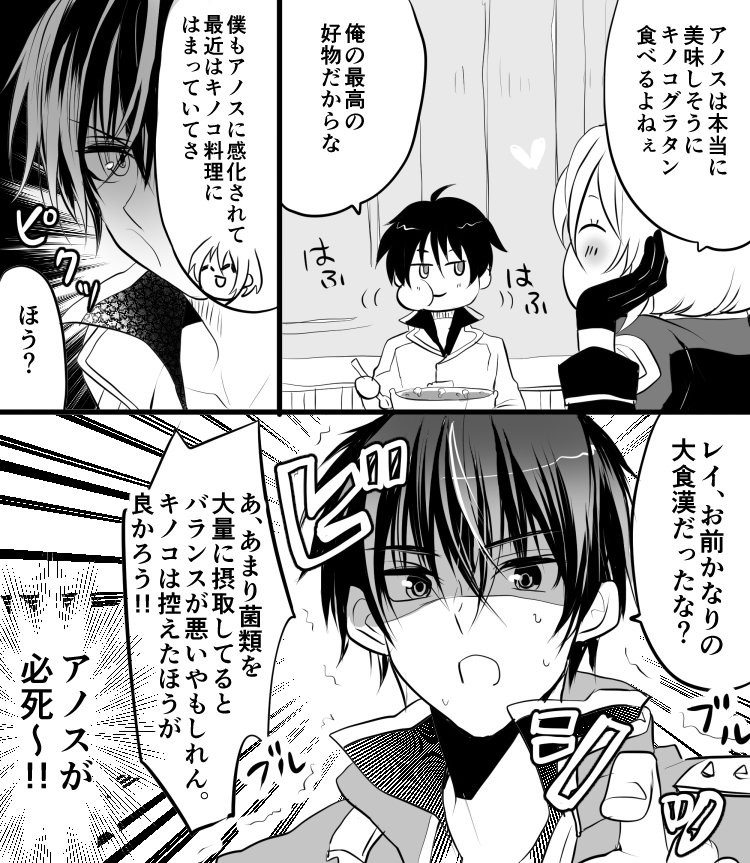 アノスは本当に
美味しそうに
キノコグラタン
食べるよねぇ
俺の最高の
好物だからな
はふ
はふ
僕もアノスに感化されて
最近はキノコ料理に
はまっていてさ
ピクッ
ほう?
レイ、お前かなりの
大食漢だったな?
ビシッ
あ、あまり菌類を
大量に摂取してると
バランスが悪いやもしれん。
キノコは控えたほうが
良かろう!!
ブル
ブル
アノスが
必死〜!!